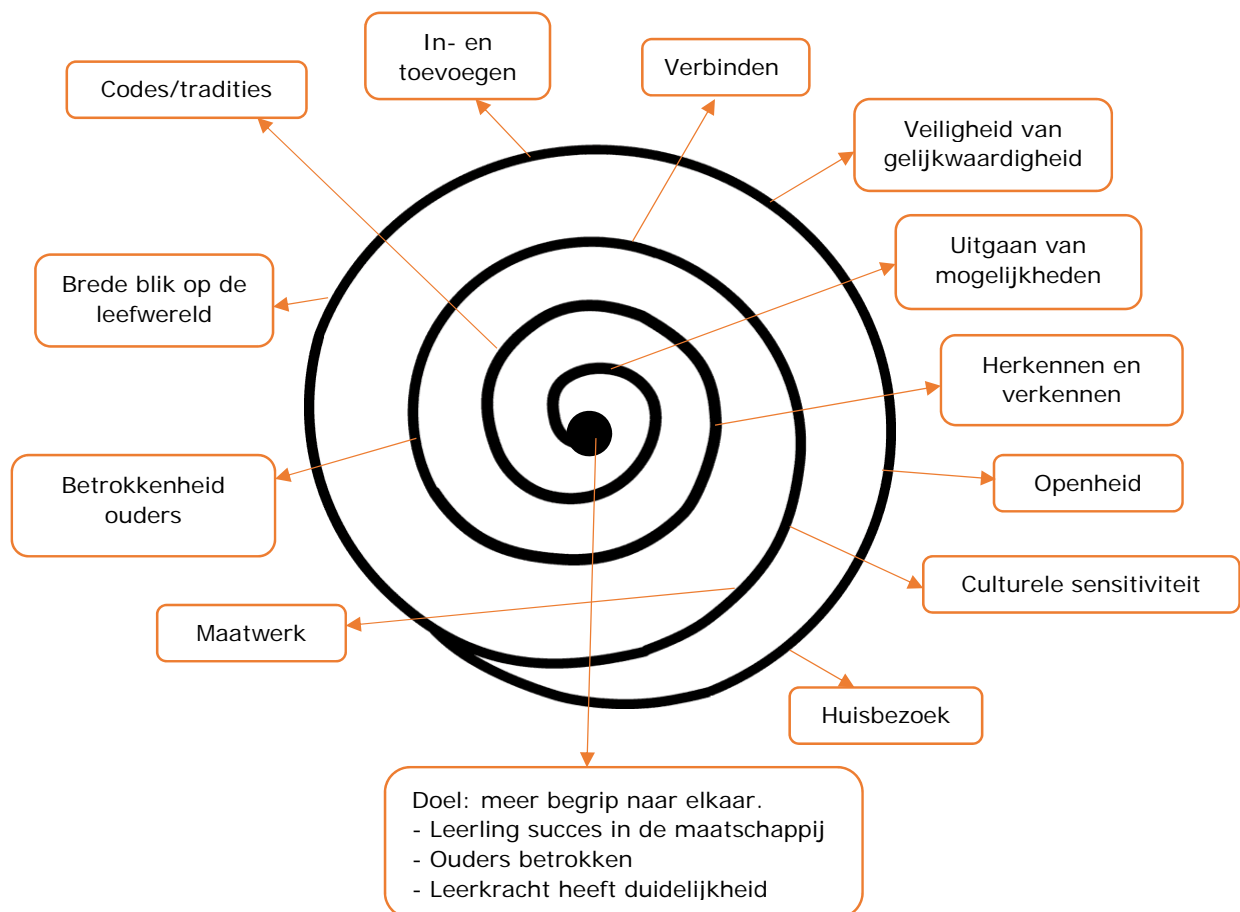 In- en
toevoegen
Verbinden
Codes/tradities
Veiligheid van
gelijkwaardigheid
Uitgaan van
mogelijkheden
Brede blik op de
leefwereld
Herkennen en
verkennen
Betrokkenheid
ouders
Openheid
Culturele sensitiviteit
Maatwerk
Huisbezoek
Doel: meer begrip naar elkaar.
- Leerling succes in de maatschappij
- Ouders betrokken
- Leerkracht heeft duidelijkheid